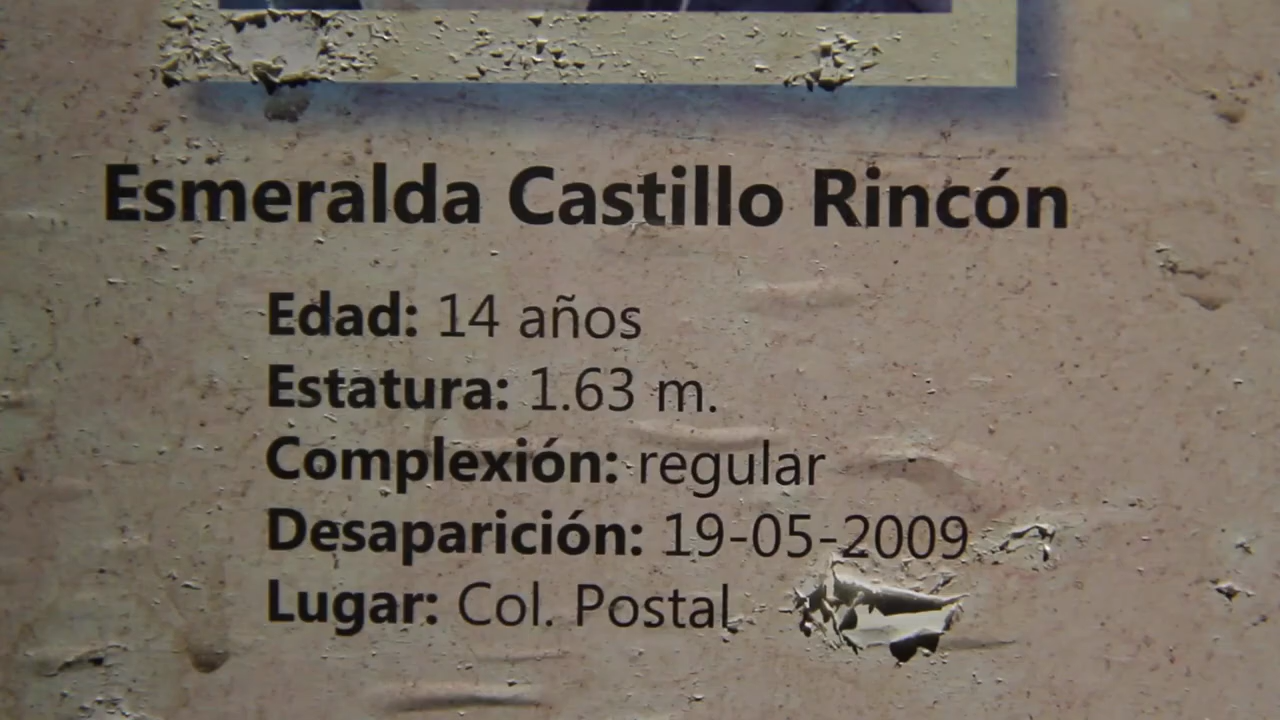 Esmeralda Castillo Rincón
Edad: 14 años
Estatura: 1.63 m.
Complexión: regular
Desaparición: 19-05-2009
Lugar: Col. Postal